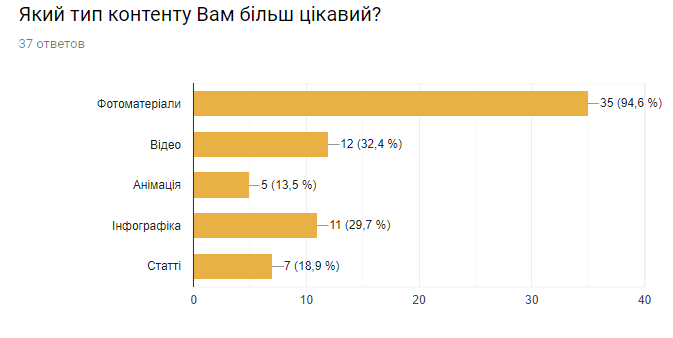 Який тип контенту Вам більш цікавий?
37 ответов
Фотоматеріали 35 (94,6 %)
Відео 12 (32,4 %)
Анімація 5 (13,5 %)
Інфографіка 11 (29,7 %)
Статті 7 (18,9 %)
0 10 20 30 40